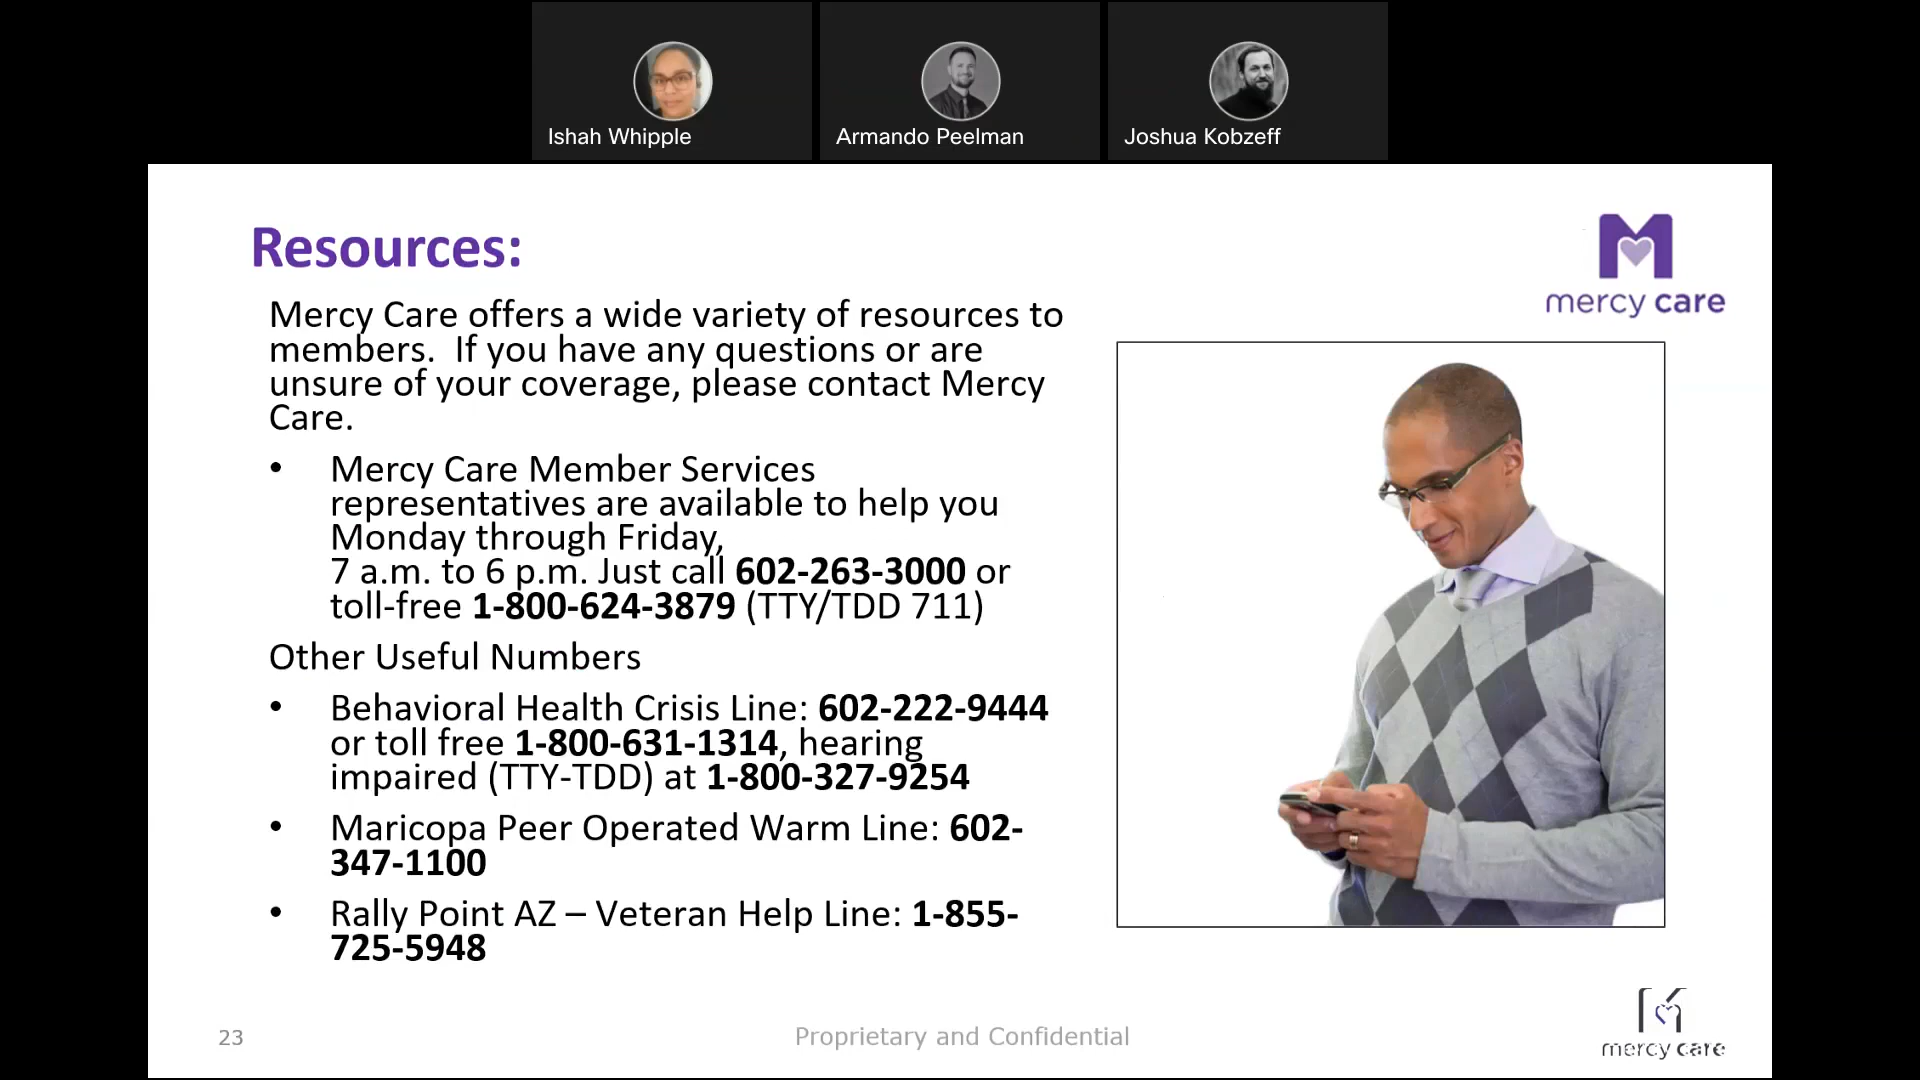 Ishah Whipple
Armando Peelman
Joshua Kobzeff
Resources:
mercy care
Mercy Care offers a wide variety of resources to
members.  If you have any questions or are
unsure of your coverage, please contact Mercy
Care.
• Mercy Care Member Services
representatives are available to help you
Monday through Friday,
7 a.m. to 6 p.m. Just call 602-263-3000 or
toll-free 1-800-624-3879 (TTY/TDD 711)
Other Useful Numbers
• Behavioral Health Crisis Line: 602-222-9444
or toll free 1-800-631-1314, hearing
impaired (TTY-TDD) at 1-800-327-9254
• Maricopa Peer Operated Warm Line: 602-
347-1100
• Rally Point AZ – Veteran Help Line: 1-855-
725-5948
23
Proprietary and Confidential
mercy care